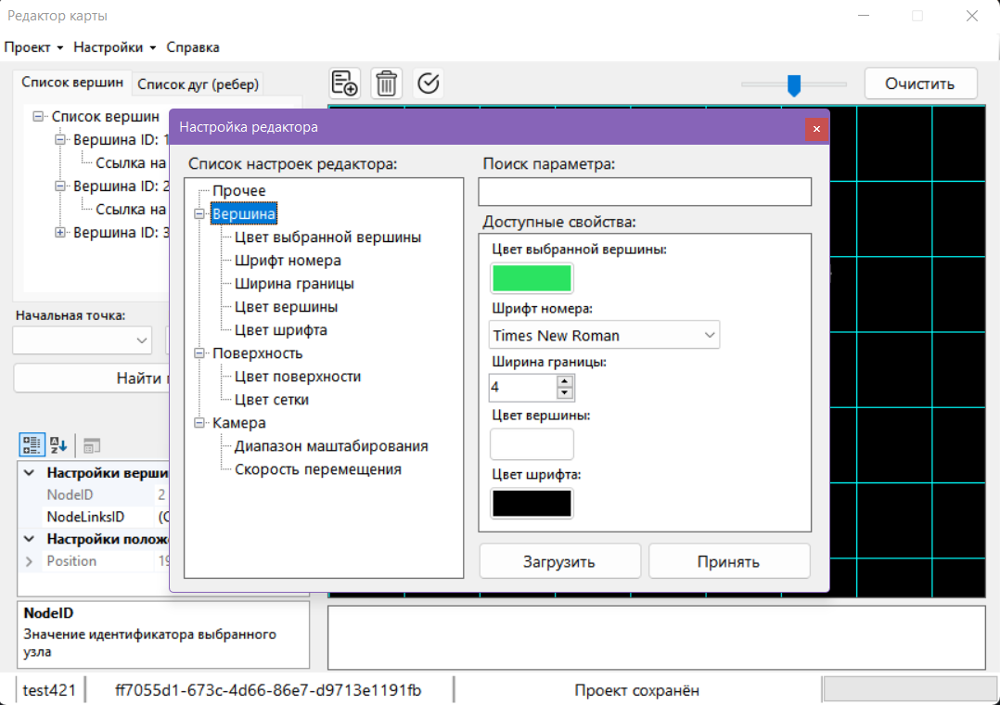 Редактор карты
Проект Настройки Справка
Список вершин Список дуг (ребер)
Очистить
Список вершин
Вершина ID: 1
Ссылка на
Вершина ID: 2
Ссылка на
Вершина ID: 3
Начальная точка:
Найти
Настройки верши
NodeID 2
NodeLinksID
Настройки полож
Position 19
NodeID
Значение идентификатора выбранного
узла
Настройка редактора
Список настроек редактора:
Прочее
Вершина
Цвет выбранной вершины
Шрифт номера
Ширина границы
Цвет вершины
Цвет шрифта
Поверхность
Цвет поверхности
Цвет сетки
Камера
Диапазон маштабирования
Скорость перемещения
Поиск параметра:
Доступные свойства:
Цвет выбранной вершины:
Шрифт номера:
Times New Roman
Ширина границы:
4
Цвет вершины:
Цвет шрифта:
Загрузить Принять
test421 ff7055d1-673c-4d66-86e7-d9713e1191fb Проект сохранён